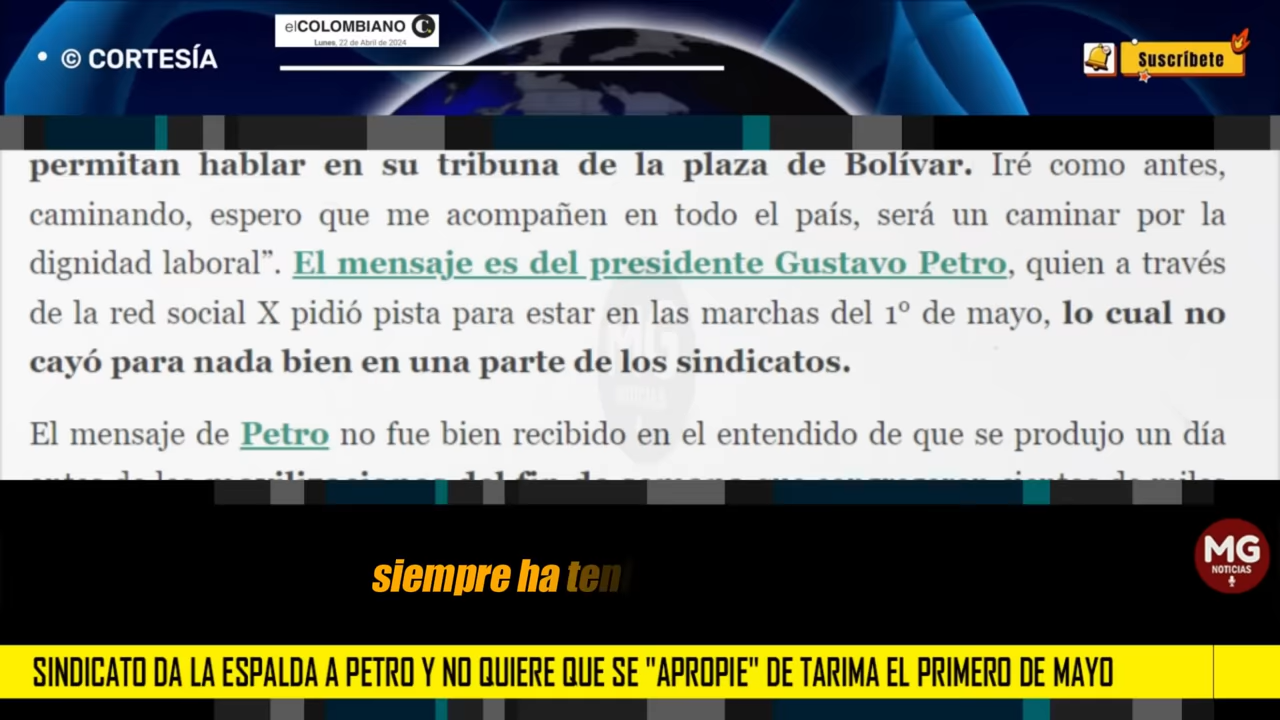 elCOLOMBIANO C
Lunes, 22 de Abril de 2024
• © CORTESÍA
Suscríbete
permitan hablar en su tribuna de la plaza de Bolívar. Iré como antes,
caminando, espero que me acompañen en todo el país, será un caminar por la
dignidad laboral”. El mensaje es del presidente Gustavo Petro, quien a través
de la red social X pidió pista para estar en las marchas del 1º de mayo, lo cual no
cayó para nada bien en una parte de los sindicatos.
El mensaje de Petro no fue bien recibido en el entendido de que se produjo un día
siempre ha ten
MG
NOTICIAS
SINDICATO DA LA ESPALDA A PETRO Y NO QUIERE QUE SE "APROPIE" DE TARIMA EL PRIMERO DE MAYO